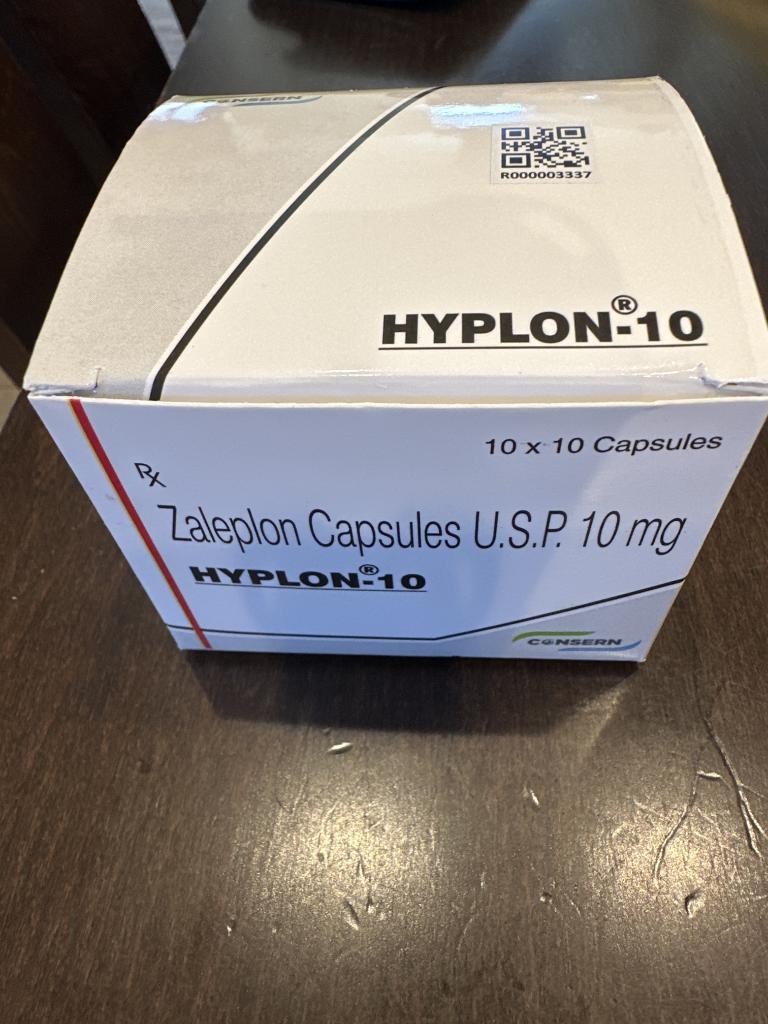 CONSERN
R000003337
HYPLON®-10
10 x 10 Capsules
Rx
Zaleplon Capsules U.S.P. 10 mg
HYPLON®-10
CONSERN